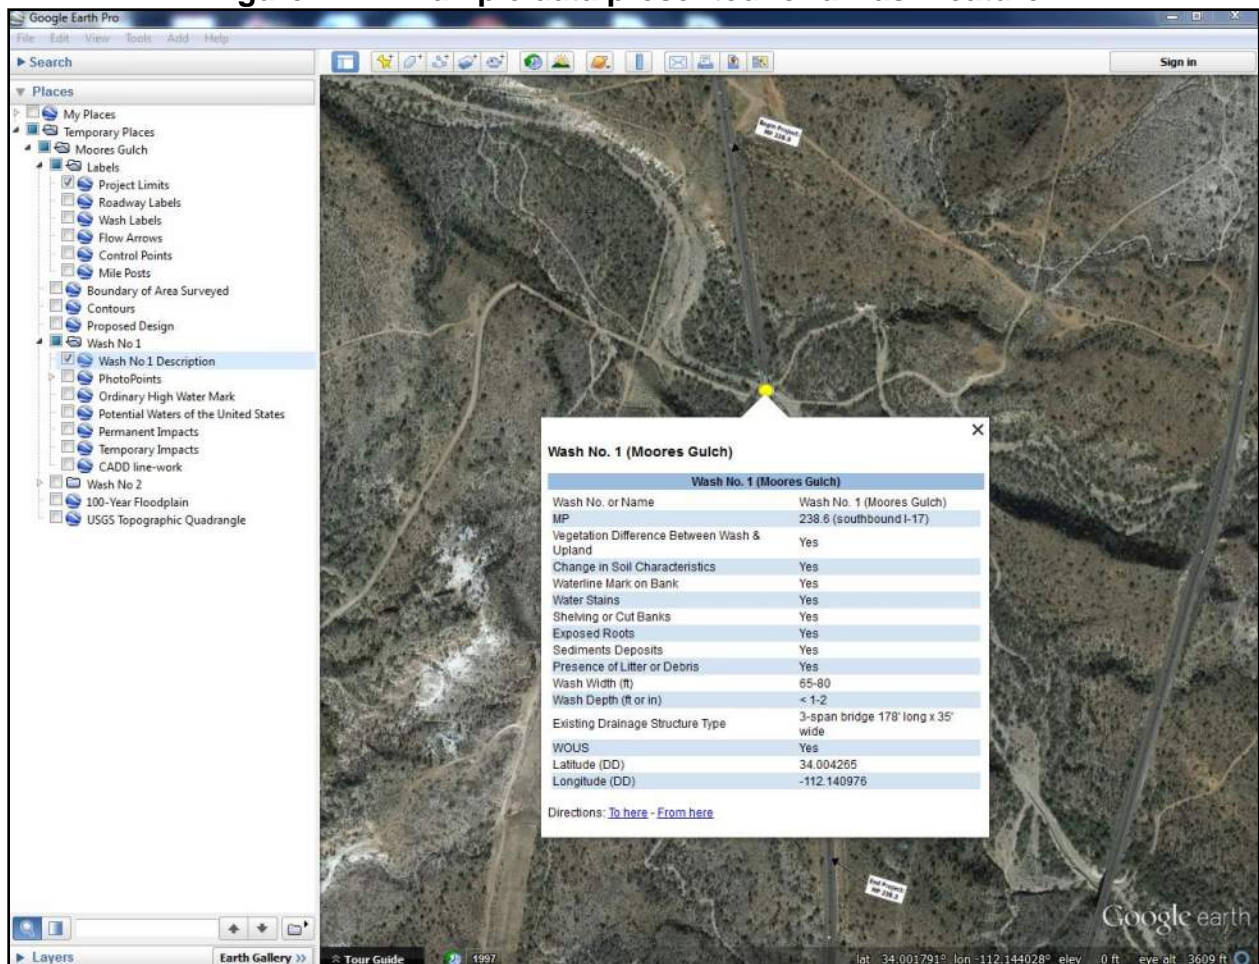 Google Earth Pro
File Edit View Tools Add Help
Search
Sign in
Places
My Places
Temporary Places
Moores Gulch
Labels
Project Limits
Roadway Labels
Wash Labels
Flow Arrows
Control Points
Mile Posts
Boundary of Area Surveyed
Contours
Proposed Design
Wash No 1
Wash No 1 Description
PhotoPoints
Ordinary High Water Mark
Potential Waters of the United States
Permanent Impacts
Temporary Impacts
CADD line-work
Wash No 2
100-Year Floodplain
USGS Topographic Quadrangle
Begin Project:
Wash No. 1 (Moores Gulch)
Wash No. 1 (Moores Gulch)
Wash No. or Name Wash No. 1 (Moores Gulch)
MP 238.6 (southbound I-17)
Vegetation Difference Between Wash &
Upland Yes
Change in Soil Characteristics Yes
Waterline Mark on Bank Yes
Water Stains Yes
Shelving or Cut Banks Yes
Exposed Roots Yes
Sediments Deposits Yes
Presence of Litter or Debris Yes
Wash Width (ft) 65-80
Wash Depth (ft or in) < 1-2
Existing Drainage Structure Type 3-span bridge 178' long x 35'
wide
WOUS Yes
Latitude (DD) 34.004265
Longitude (DD) -112.140976
Directions: To here - From here
End Project:
Google earth
Layers
Earth Gallery >>
Tour Guide
1997
lat 34.001791° lon -112.144028° elev 0 ft eye alt 3609 ft